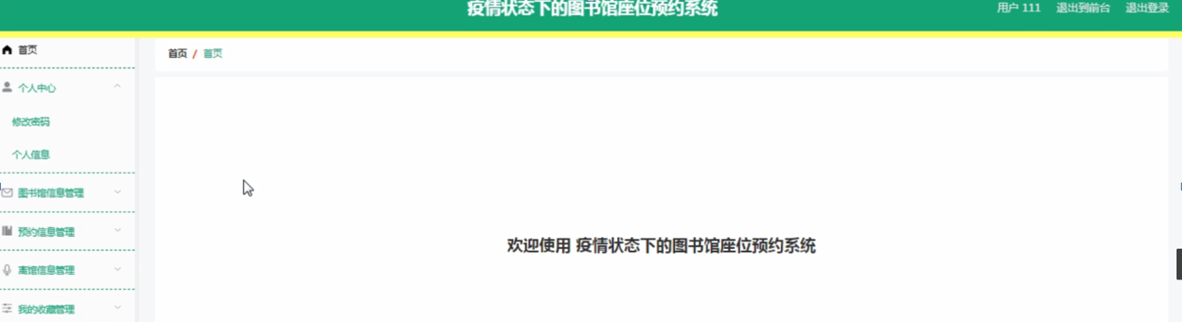 疫情状态下的图书馆座位预约系统
用户 111 退出到前台 退出登录
首页
首页 / 首页
个人中心
修改密码
个人信息
图书馆信息管理
预约信息管理
离馆信息管理
我的收藏管理
欢迎使用 疫情状态下的图书馆座位预约系统